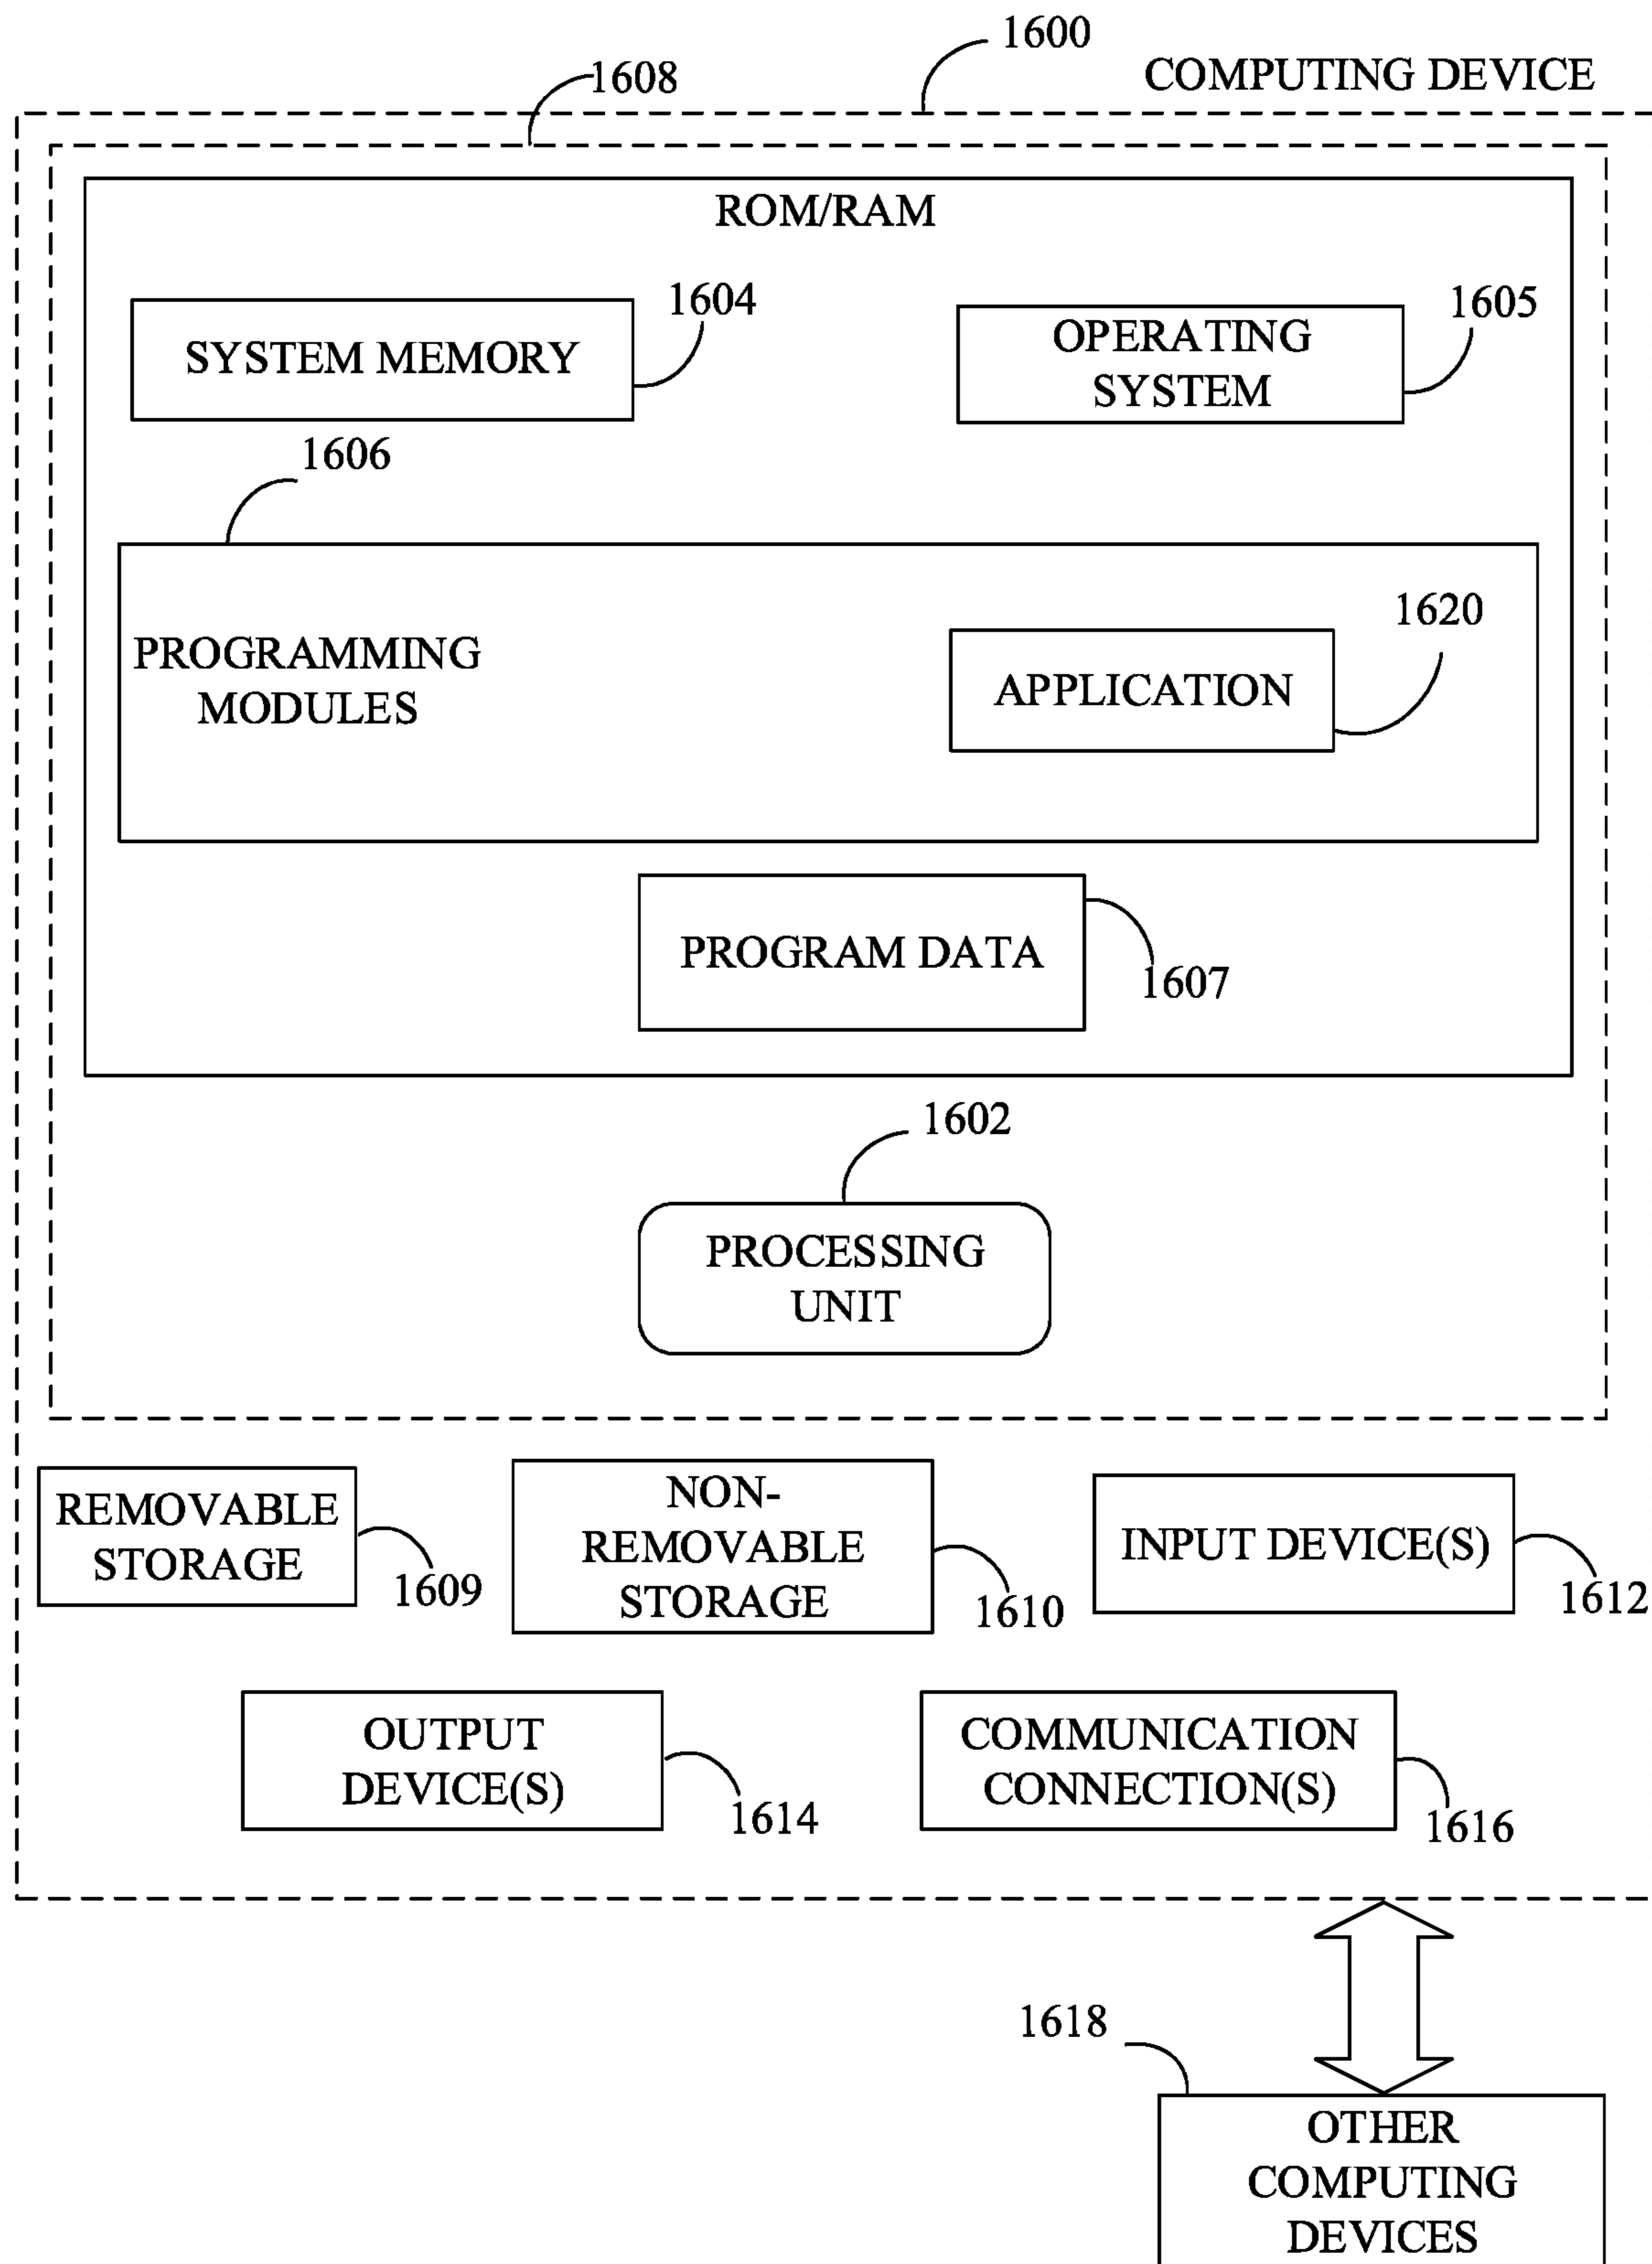 1600
COMPUTING DEVICE
1608
ROM/RAM
SYSTEM MEMORY
1604
OPERATING
SYSTEM
1605
1606
PROGRAMMING
MODULES
APPLICATION
1620
PROGRAM DATA
1607
1602
PROCESSING
UNIT
REMOVABLE
STORAGE
1609
NON-
REMOVABLE
STORAGE
1610
INPUT DEVICE(S)
1612
OUTPUT
DEVICE(S)
1614
COMMUNICATION
CONNECTION(S)
1616
1618
OTHER
COMPUTING
DEVICES